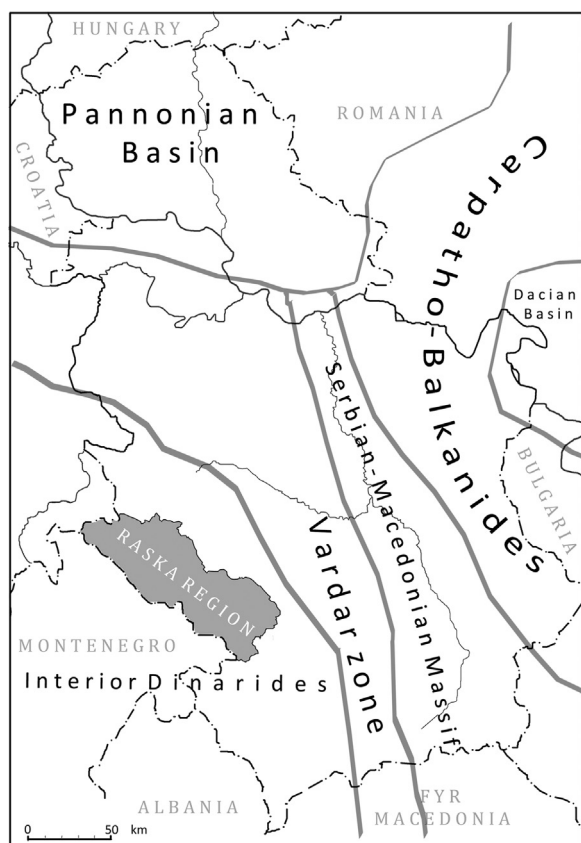 HUNGARY
Pannonian
Basin
ROMANIA
CROATIA
Carpatho-Balkanides
Dacian
Basin
Serbian-Macedonian Massif
BULGARIA
Vardar zone
RASKA REGION
MONTENEGRO
Interior Dinarides
ALBANIA
FYR
MACEDONIA
0 50 km